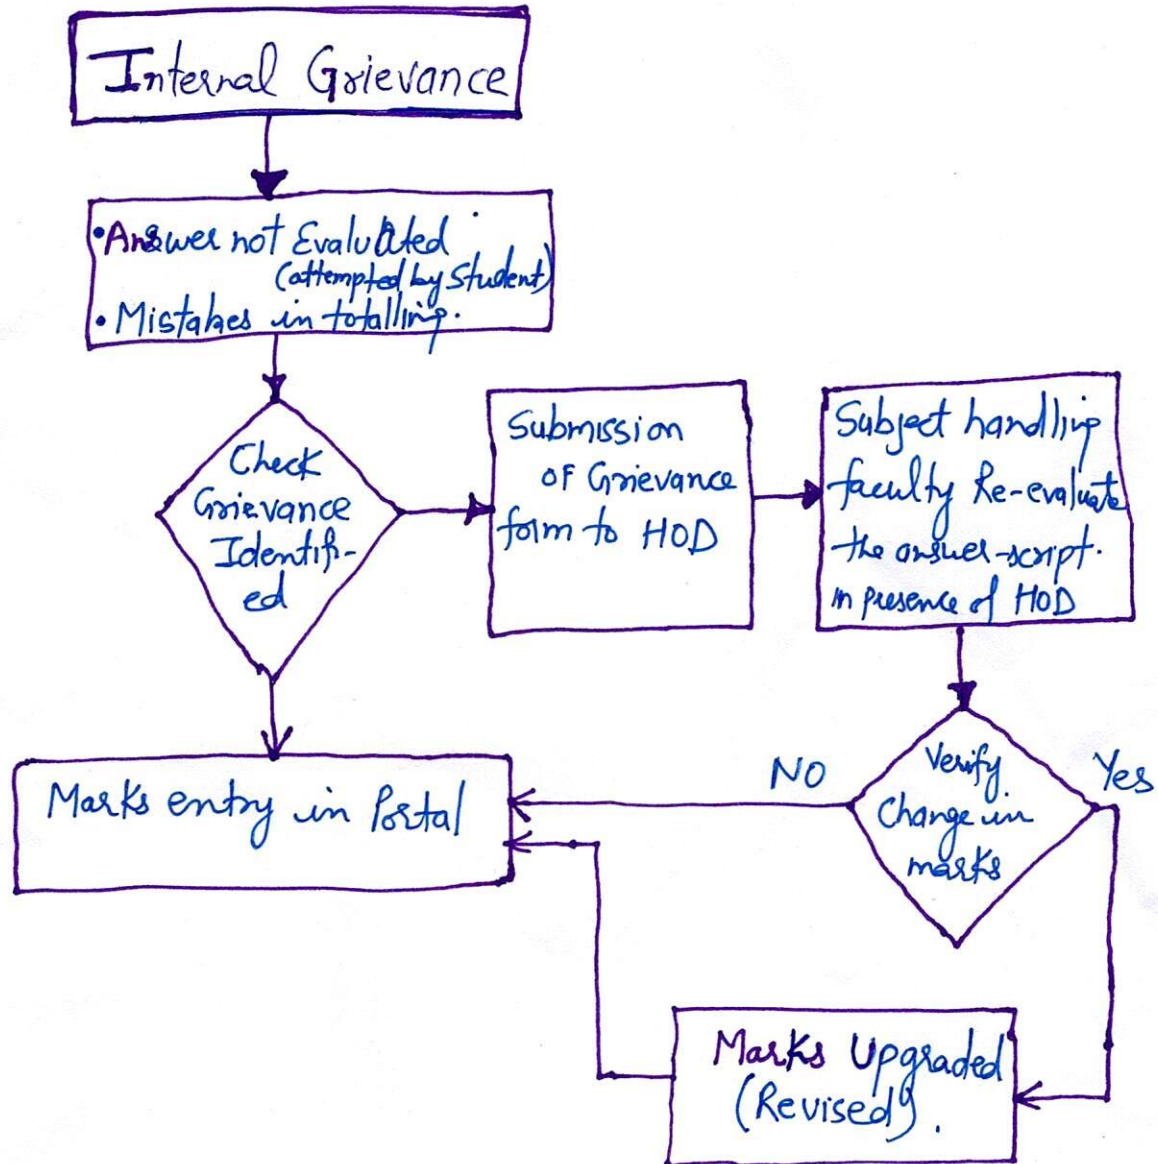 Internal Grievance
• Answer not Evaluated
(attempted by Student)
• Mistakes in totalling.
Check
Grievance
Identifi-
ed
Submission
of Grievance
form to HOD
Subject handling
faculty Re-evaluate
the answer-script.
in presence of HOD
Marks entry in Portal
NO
Verify
Change in
marks
Yes
Marks Upgraded
(Revised).